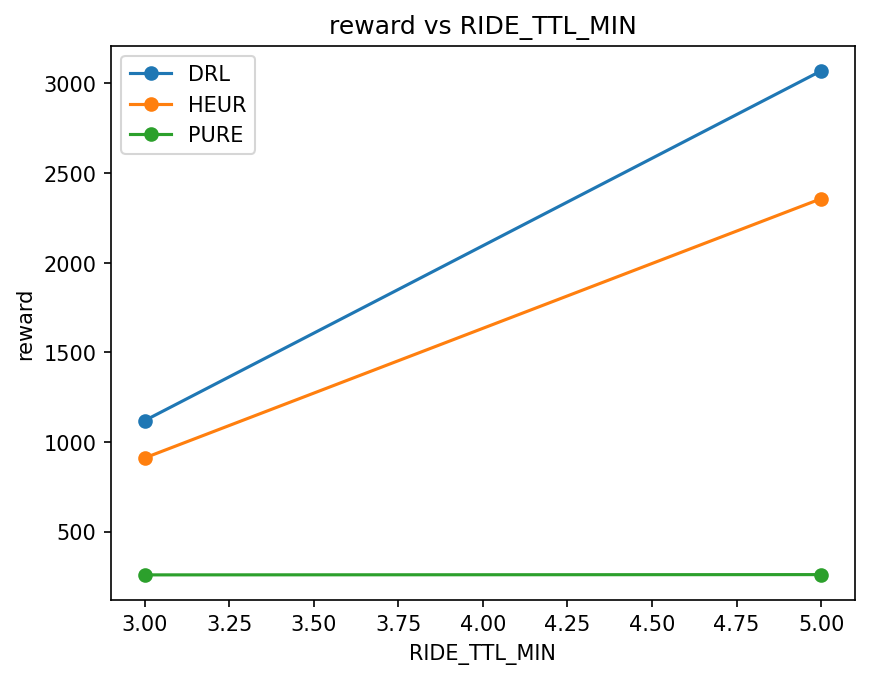 reward vs RIDE_TTL_MIN
DRL
HEUR
PURE
3000
2500
2000
1500
1000
500
reward
3.00 3.25 3.50 3.75 4.00 4.25 4.50 4.75 5.00
RIDE_TTL_MIN